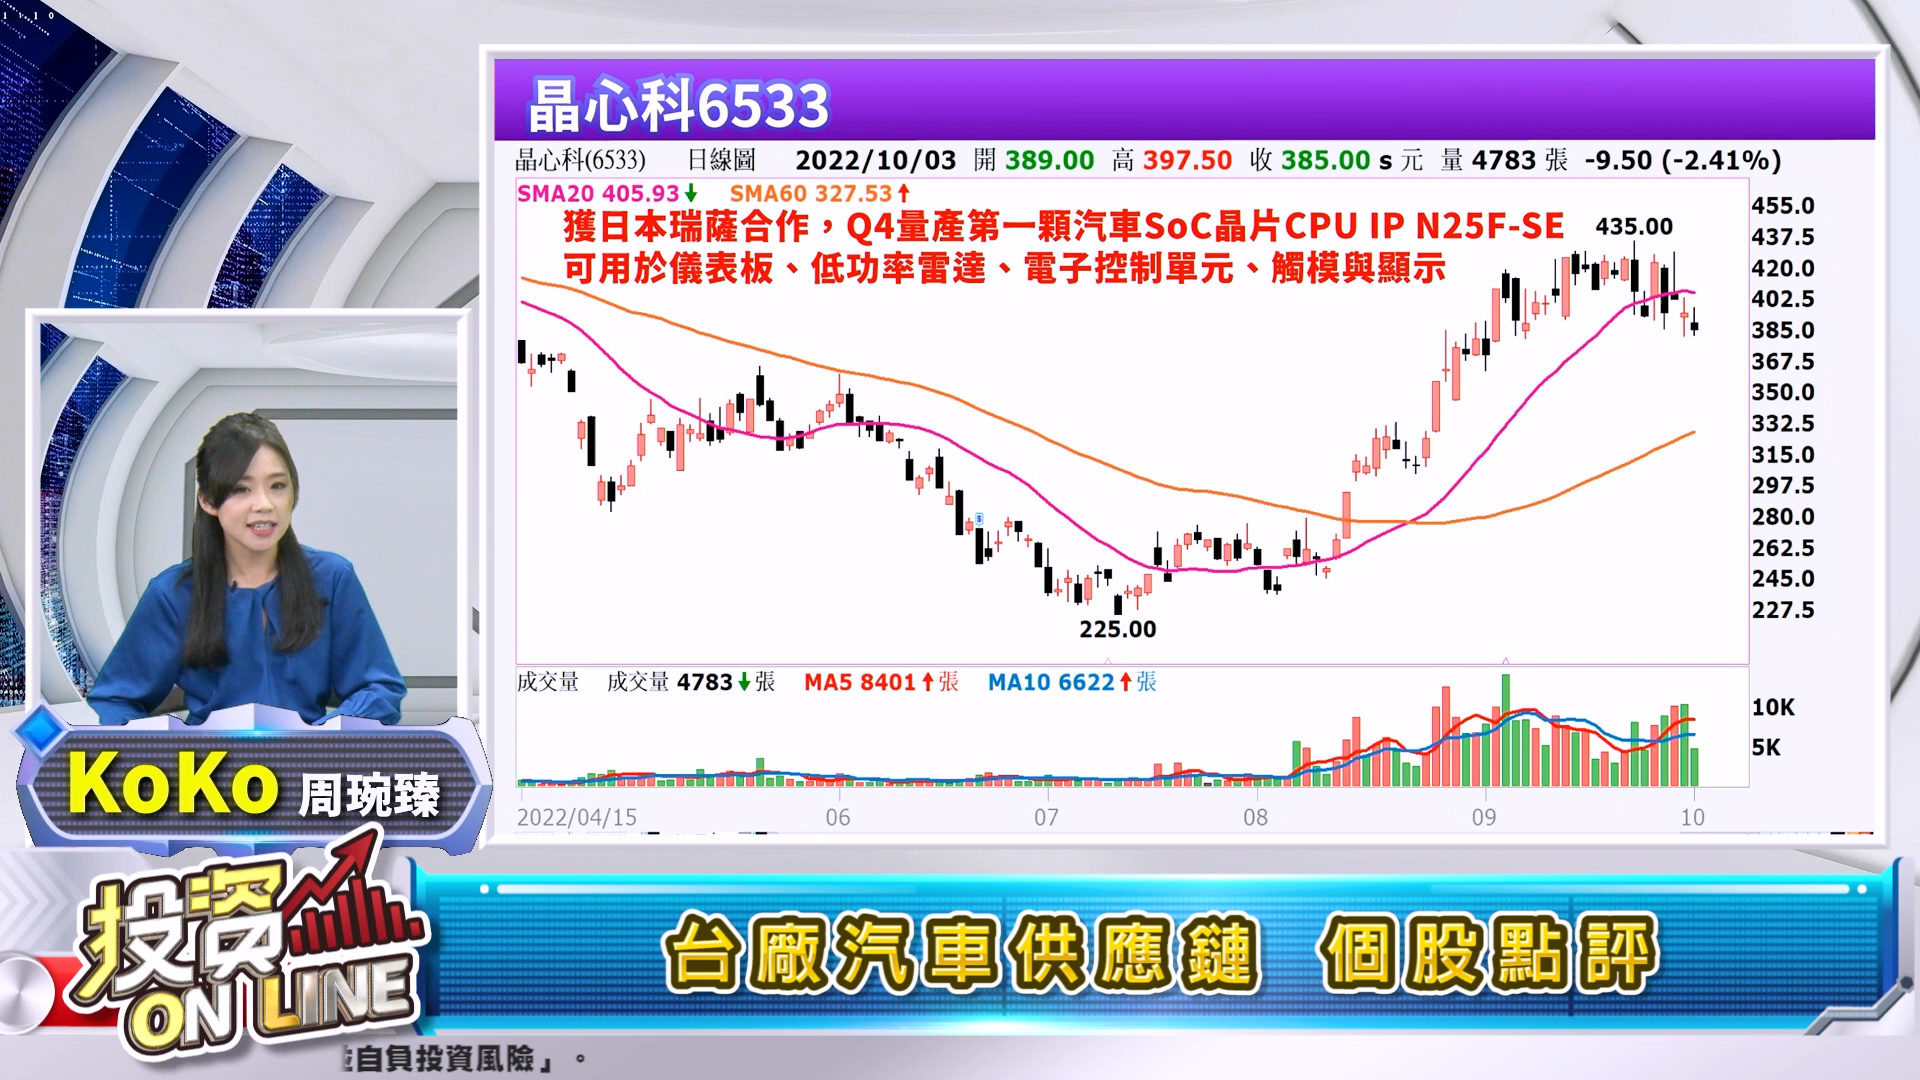 晶心科6533
晶心科(6533) 日線圖 2022/10/03 開 389.00 高 397.50 收 385.00 s 元 量 4783 張 -9.50 (-2.41%)
SMA20 405.93↓ SMA60 327.53↑
獲日本瑞薩合作，Q4量產第一顆汽車SoC晶片CPU IP N25F-SE
可用於儀表板、低功率雷達、電子控制單元、觸模與顯示
435.00
455.0
437.5
420.0
402.5
385.0
367.5
350.0
332.5
315.0
297.5
280.0
262.5
245.0
227.5
225.00
成交量 成交量 4783↓張 MA5 8401↑張 MA10 6622↑張
10K
5K
2022/04/15 06 07 08 09 10
KoKo 周琬臻
投資
ON LINE
台廠汽車供應鏈 個股點評
自負投資風險」。